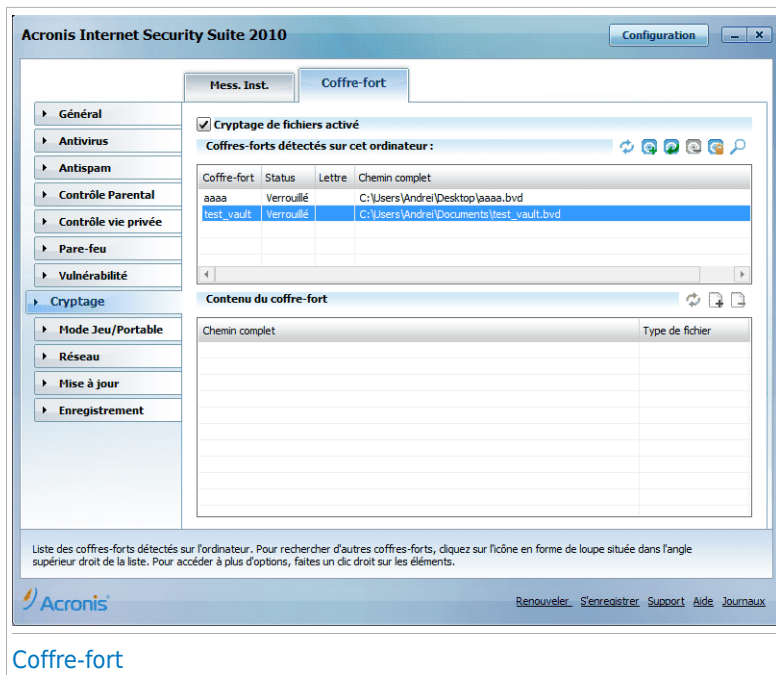 Acronis Internet Security Suite 2010
Configuration
Mess. Inst.
Coffre-fort
Général
Antivirus
Antispam
Contrôle Parental
Contrôle vie privée
Pare-feu
Vulnérabilité
Cryptage
Mode Jeu/Portable
Réseau
Mise à jour
Enregistrement
Cryptage de fichiers activé
Coffres-forts détectés sur cet ordinateur :
Coffre-fort Status Lettre Chemin complet
aaaa Verrouillé C:\Users\Andrei\Desktop\aaaa.bvd
test_vault Verrouillé C:\Users\Andrei\Documents\test_vault.bvd
Contenu du coffre-fort
Chemin complet Type de fichier
Liste des coffres-forts détectés sur l'ordinateur. Pour rechercher d'autres coffres-forts, cliquez sur l'icône en forme de loupe située dans l'angle
supérieur droit de la liste. Pour accéder à plus d'options, faites un clic droit sur les éléments.
Acronis
Renouveler S'enregistrer Support Aide Journaux
Coffre-fort